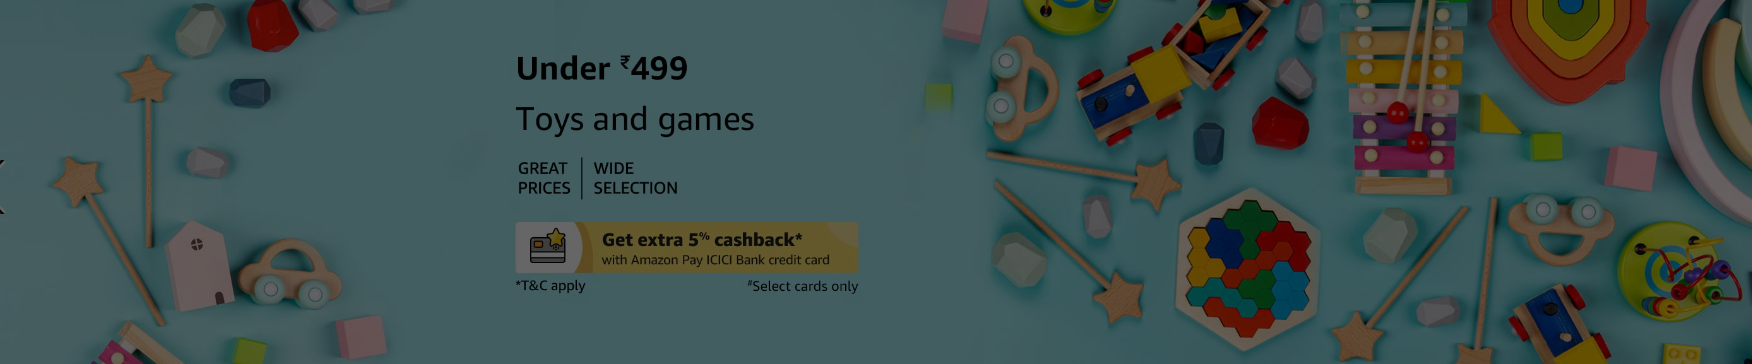 Under ₹499
Toys and games
GREAT PRICES | WIDE SELECTION
Get extra 5% cashback*
with Amazon Pay ICICI Bank credit card
*T&C apply
#Select cards only